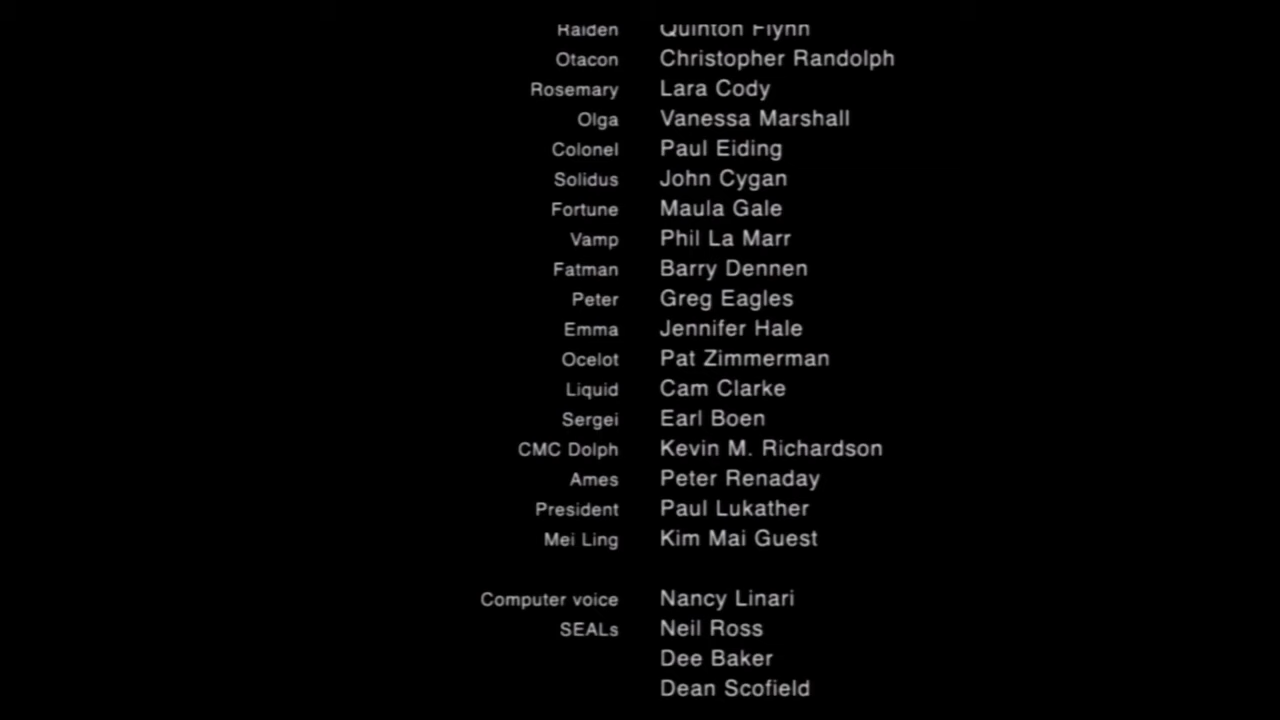 Raiden Quinton Flynn
Otacon Christopher Randolph
Rosemary Lara Cody
Olga Vanessa Marshall
Colonel Paul Eiding
Solidus John Cygan
Fortune Maula Gale
Vamp Phil La Marr
Fatman Barry Dennen
Peter Greg Eagles
Emma Jennifer Hale
Ocelot Pat Zimmerman
Liquid Cam Clarke
Sergei Earl Boen
CMC Dolph Kevin M. Richardson
Ames Peter Renaday
President Paul Lukather
Mei Ling Kim Mai Guest
Computer voice Nancy Linari
SEALs Neil Ross
Dee Baker
Dean Scofield